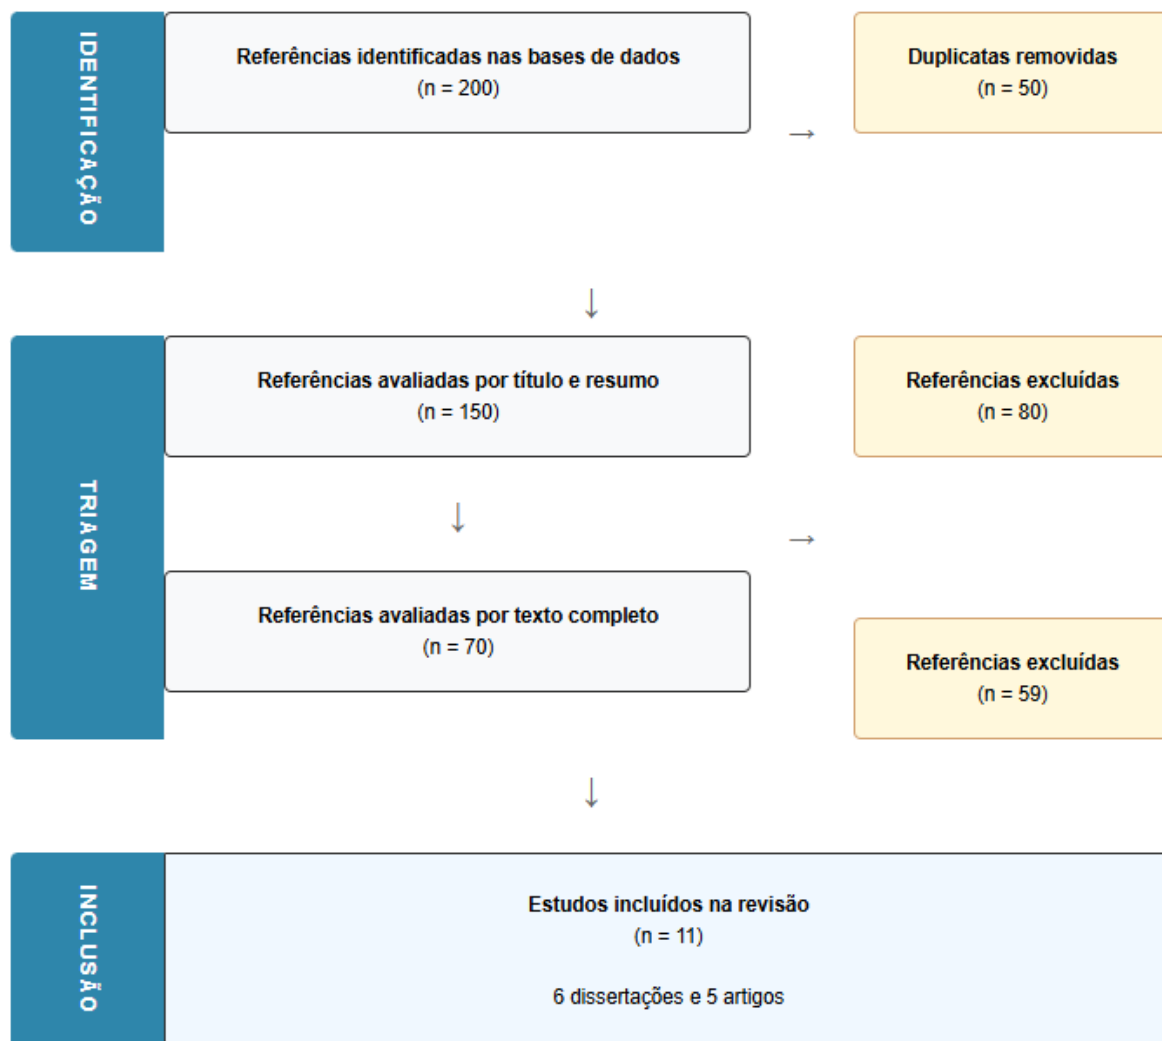 IDENTIFICAÇÃO
Referências identificadas nas bases de dados
(n = 200)
Duplicatas removidas
(n = 50)
→
↓
TRIAGEM
Referências avaliadas por título e resumo
(n = 150)
Referências excluídas
(n = 80)
↓
→
Referências avaliadas por texto completo
(n = 70)
Referências excluídas
(n = 59)
↓
INCLUSÃO
Estudos incluídos na revisão
(n = 11)
6 dissertações e 5 artigos